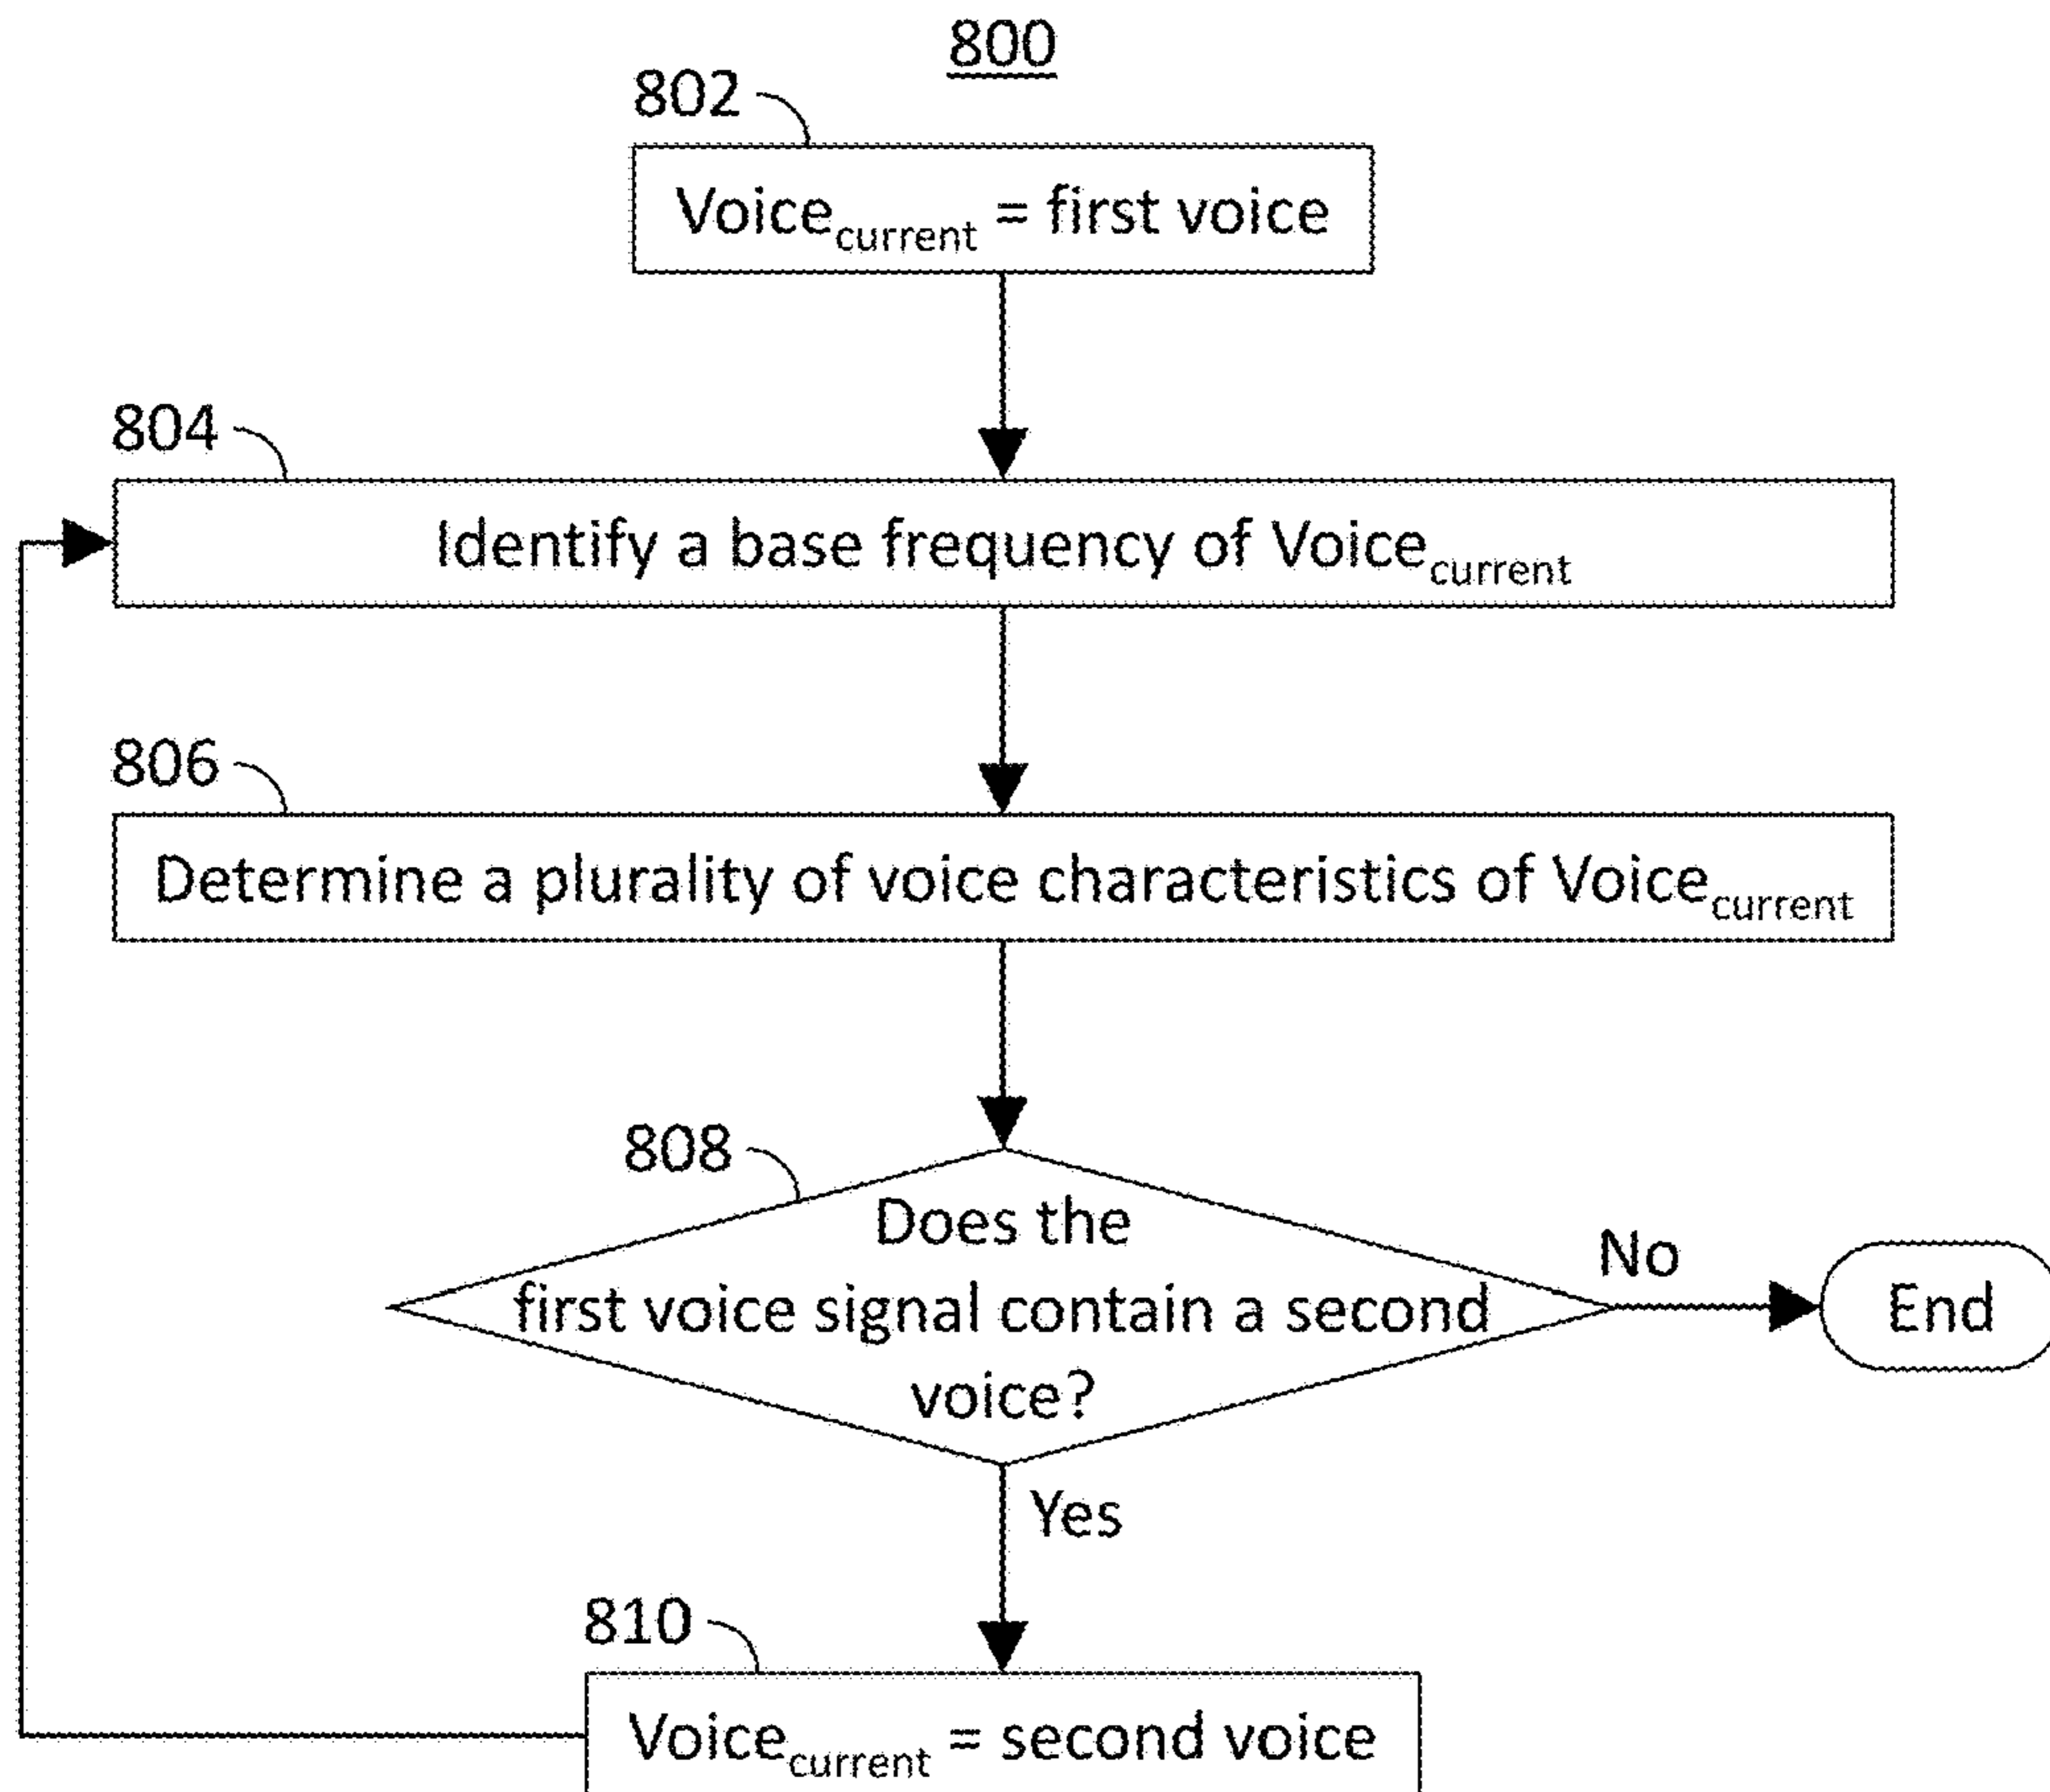 800
802
Voicecurrent = first voice
804
Identify a base frequency of Voicecurrent
806
Determine a plurality of voice characteristics of Voicecurrent
808
Does the
first voice signal contain a second
voice?
No
End
Yes
810
Voicecurrent = second voice